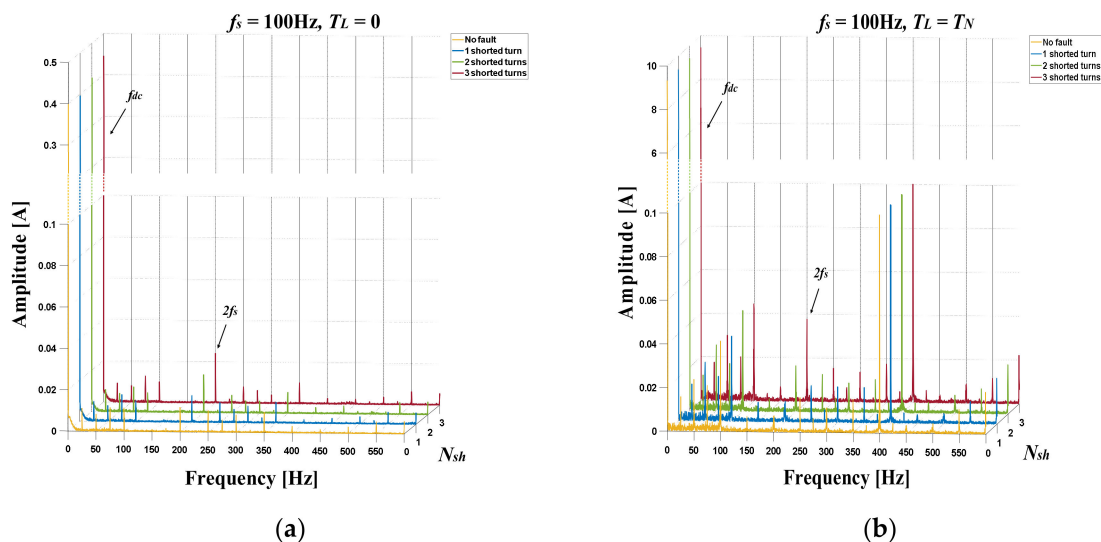 fs = 100Hz, TL = 0
No fault
1 shorted turn
2 shorted turns
3 shorted turns
0.5
0.4
0.3
0.1
0.08
0.06
0.04
0.02
0
fdc
2fs
Amplitude [A]
0 50 100 150 200 250 300 350 400 450 500 550 0
1
2
3
Nsh
Frequency [Hz]
(a)
fs = 100Hz, TL = TN
No fault
1 shorted turn
2 shorted turns
3 shorted turns
10
8
6
0.1
0.08
0.06
0.04
0.02
0
fdc
2fs
Amplitude [A]
0 50 100 150 200 250 300 350 400 450 500 550 0
1
2
3
Nsh
Frequency [Hz]
(b)